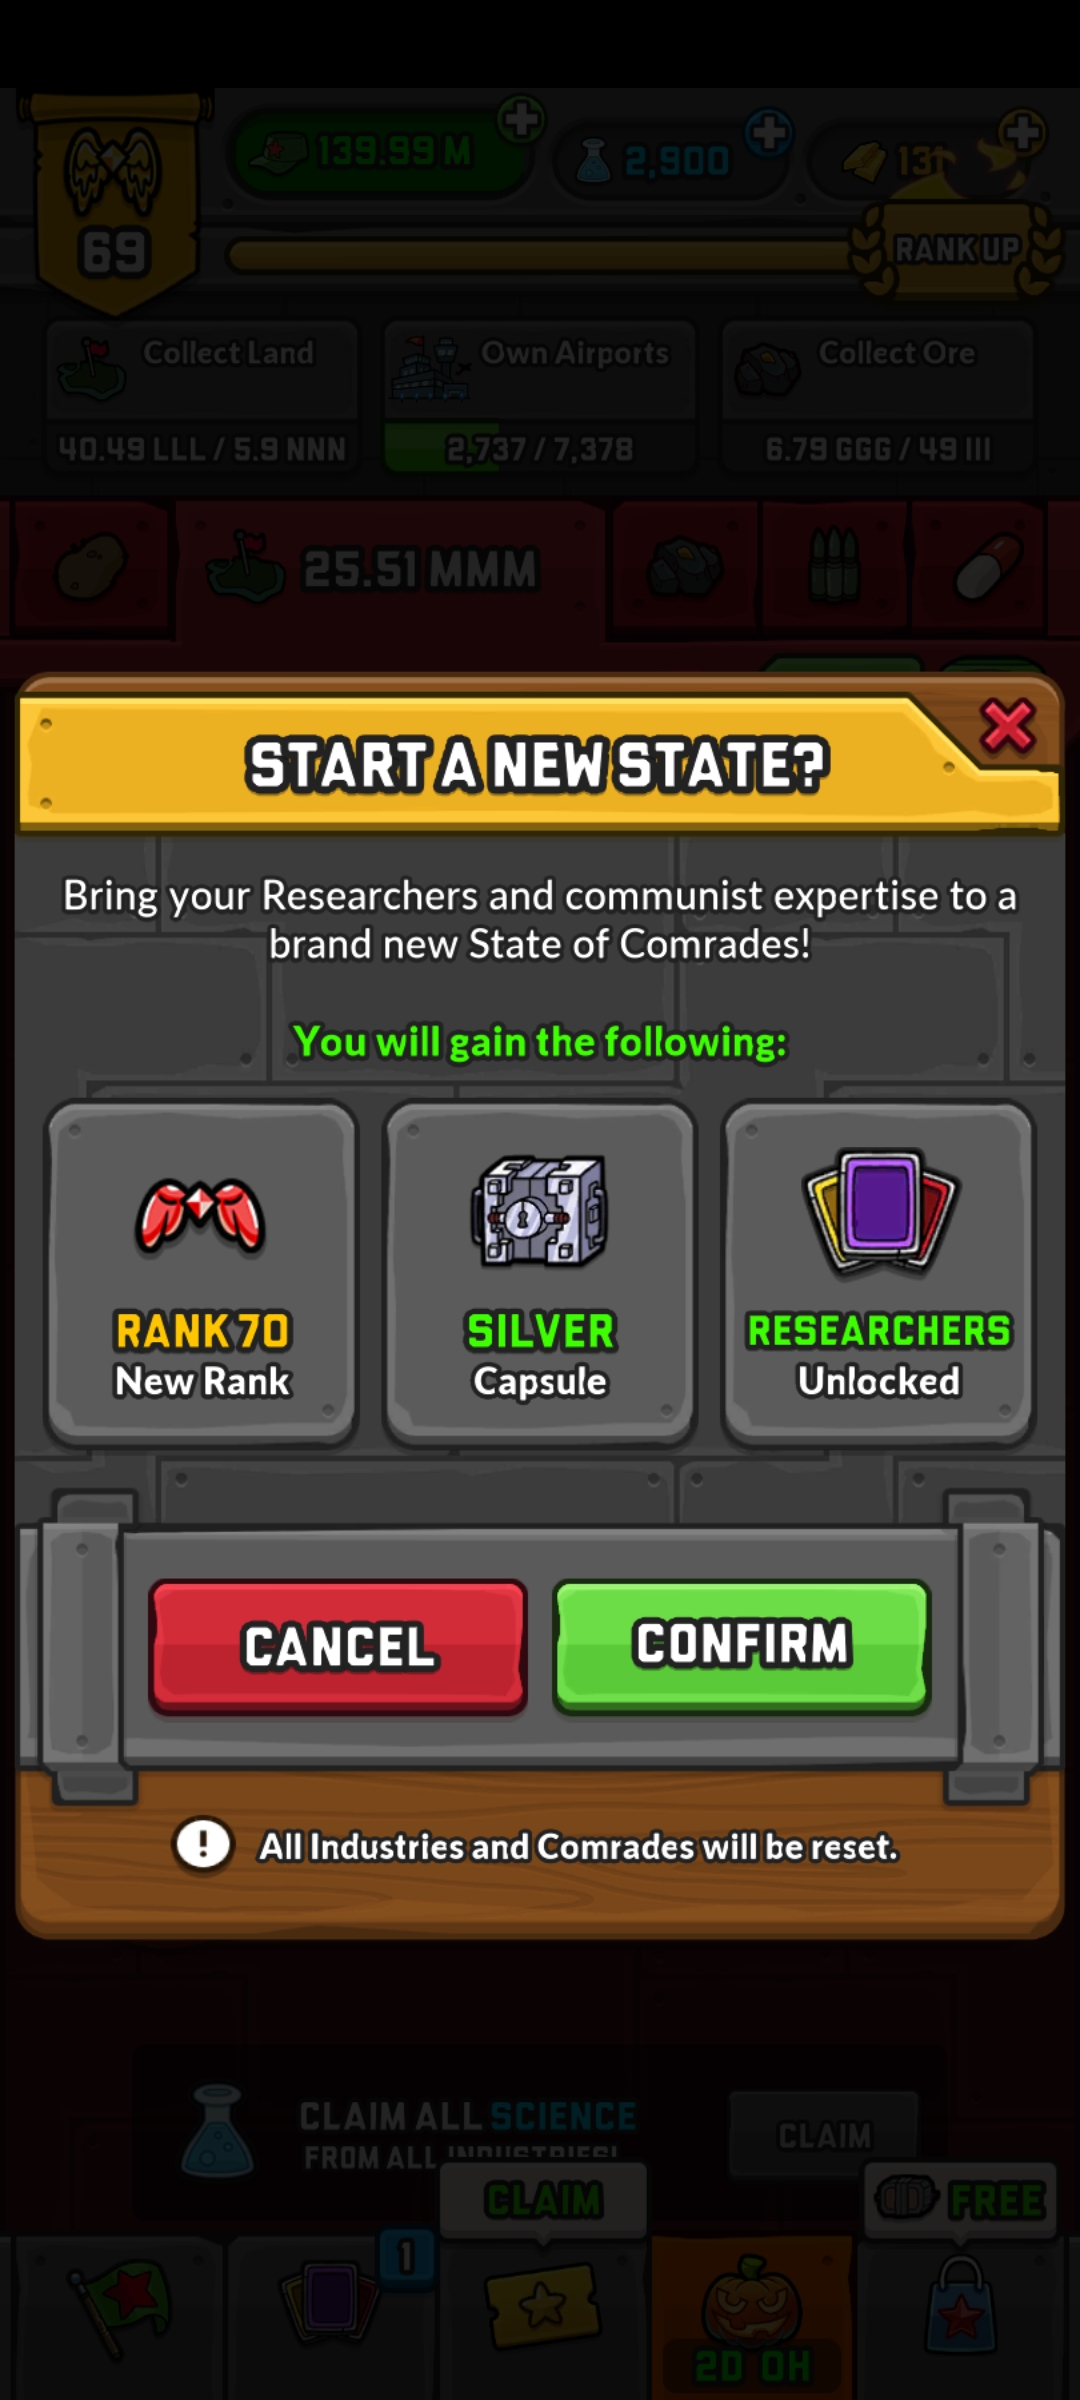 139.99 M
2,900
69
RANK UP
Collect Land
Own Airports
Collect Ore
40.49 LLL / 5.9 NNN
2,737 / 7,378
6.79 GGG / 49 III
25.51 MMM
START A NEW STATE?
Bring your Researchers and communist expertise to a
brand new State of Comrades!
You will gain the following:
RANK 70
New Rank
SILVER
Capsule
RESEARCHERS
Unlocked
CANCEL
CONFIRM
! All Industries and Comrades will be reset.
CLAIM ALL SCIENCE
FROM ALL INDUSTRIES!
CLAIM
CLAIM
FREE
1
2D 0H